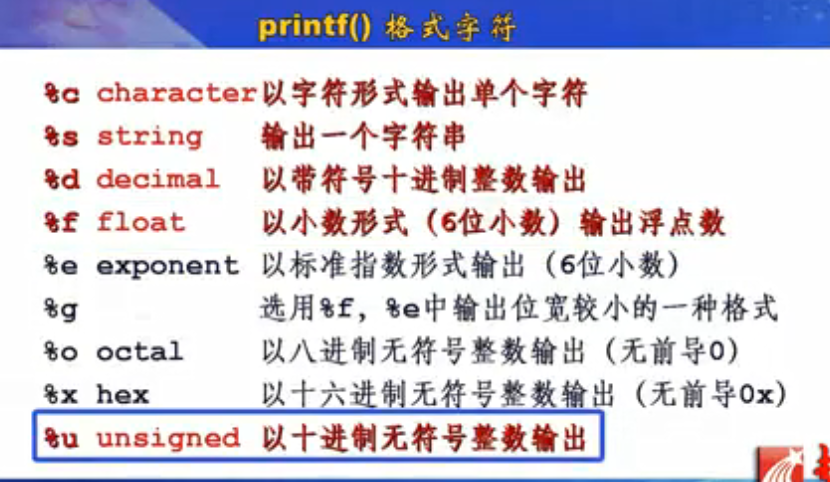 printf() 格式字符
%c character 以字符形式输出单个字符
%s string 输出一个字符串
%d decimal 以带符号十进制整数输出
%f float 以小数形式（6位小数）输出浮点数
%e exponent 以标准指数形式输出（6位小数）
%g 选用%f，%e中输出位宽较小的一种格式
%o octal 以八进制无符号整数输出（无前导0）
%x hex 以十六进制无符号整数输出（无前导0x）
%u unsigned 以十进制无符号整数输出